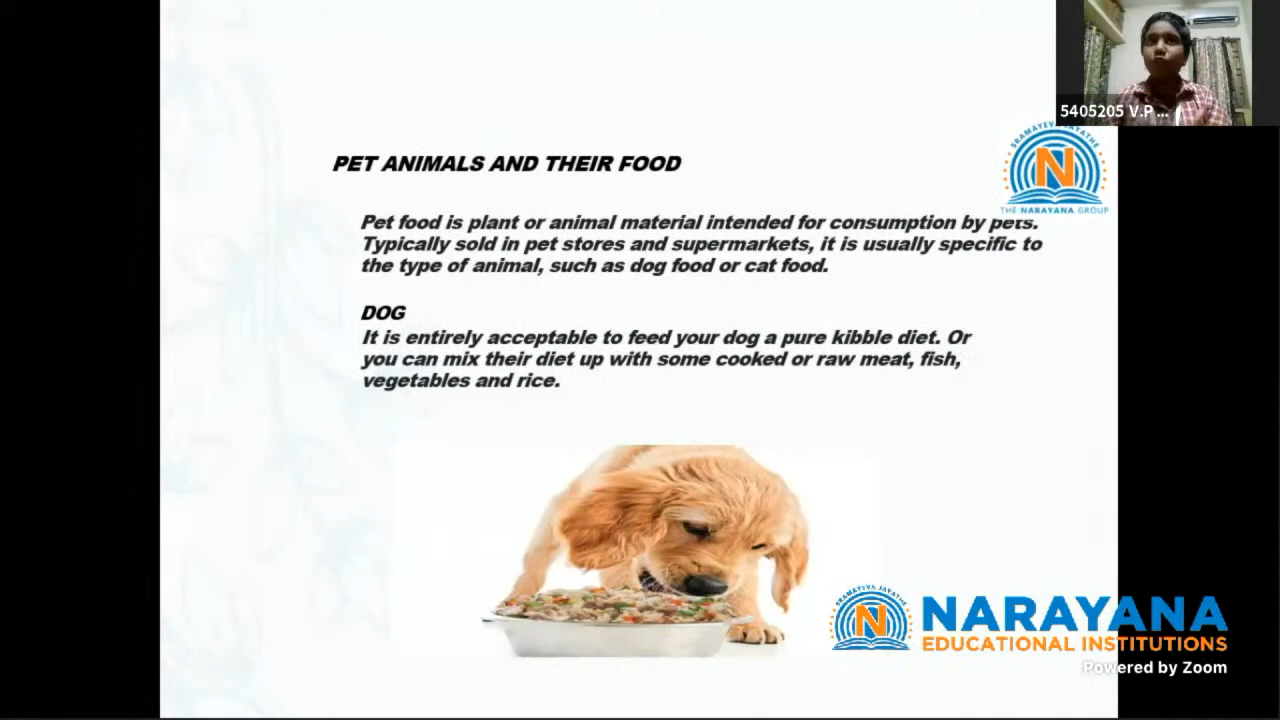 5405205 V.P ...
SRAMAYEVA JAYATHE
N
THE NARAYANA GROUP
PET ANIMALS AND THEIR FOOD
Pet food is plant or animal material intended for consumption by pets.
Typically sold in pet stores and supermarkets, it is usually specific to
the type of animal, such as dog food or cat food.
DOG
It is entirely acceptable to feed your dog a pure kibble diet. Or
you can mix their diet up with some cooked or raw meat, fish,
vegetables and rice.
SRAMAYEVA JAYATHE
N
NARAYANA
EDUCATIONAL INSTITUTIONS
Powered by Zoom